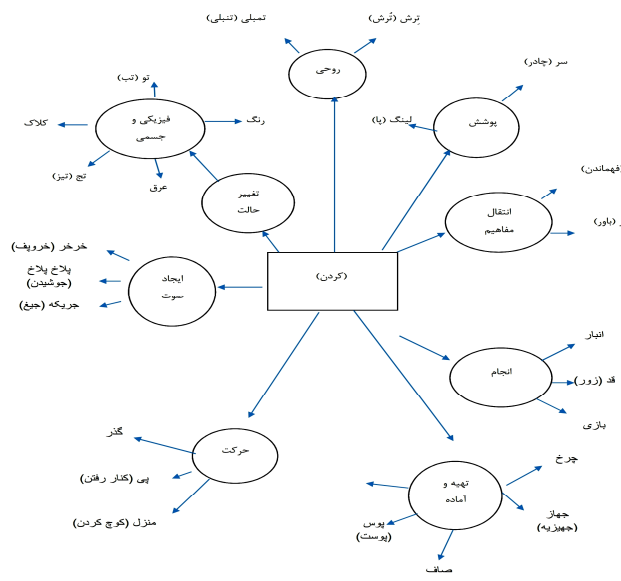 تمبلی (تنبلی)
تِرش (تُرش)
روحی
سر (چادر)
پوشش
لینگ (پا)
تو (تب)
فیزیکی و
جسمی
رنگ
کلاک
تج (تیز)
عرق
تغییر
حالت
(فهماندن)
انتقال
مفاهیم
(باور)
(کردن)
خرخر (خروپف)
پلاخ پلاخ
(جوشیدن)
جریکه (جیغ)
ایجاد
صوت
انبار
انجام
قد (زور)
بازی
گذر
حرکت
پی (کنار رفتن)
منزل (کوچ کردن)
چرخ
تهیه و
آماده
جهاز
(جهیزیه)
پوس
(پوست)
صاف